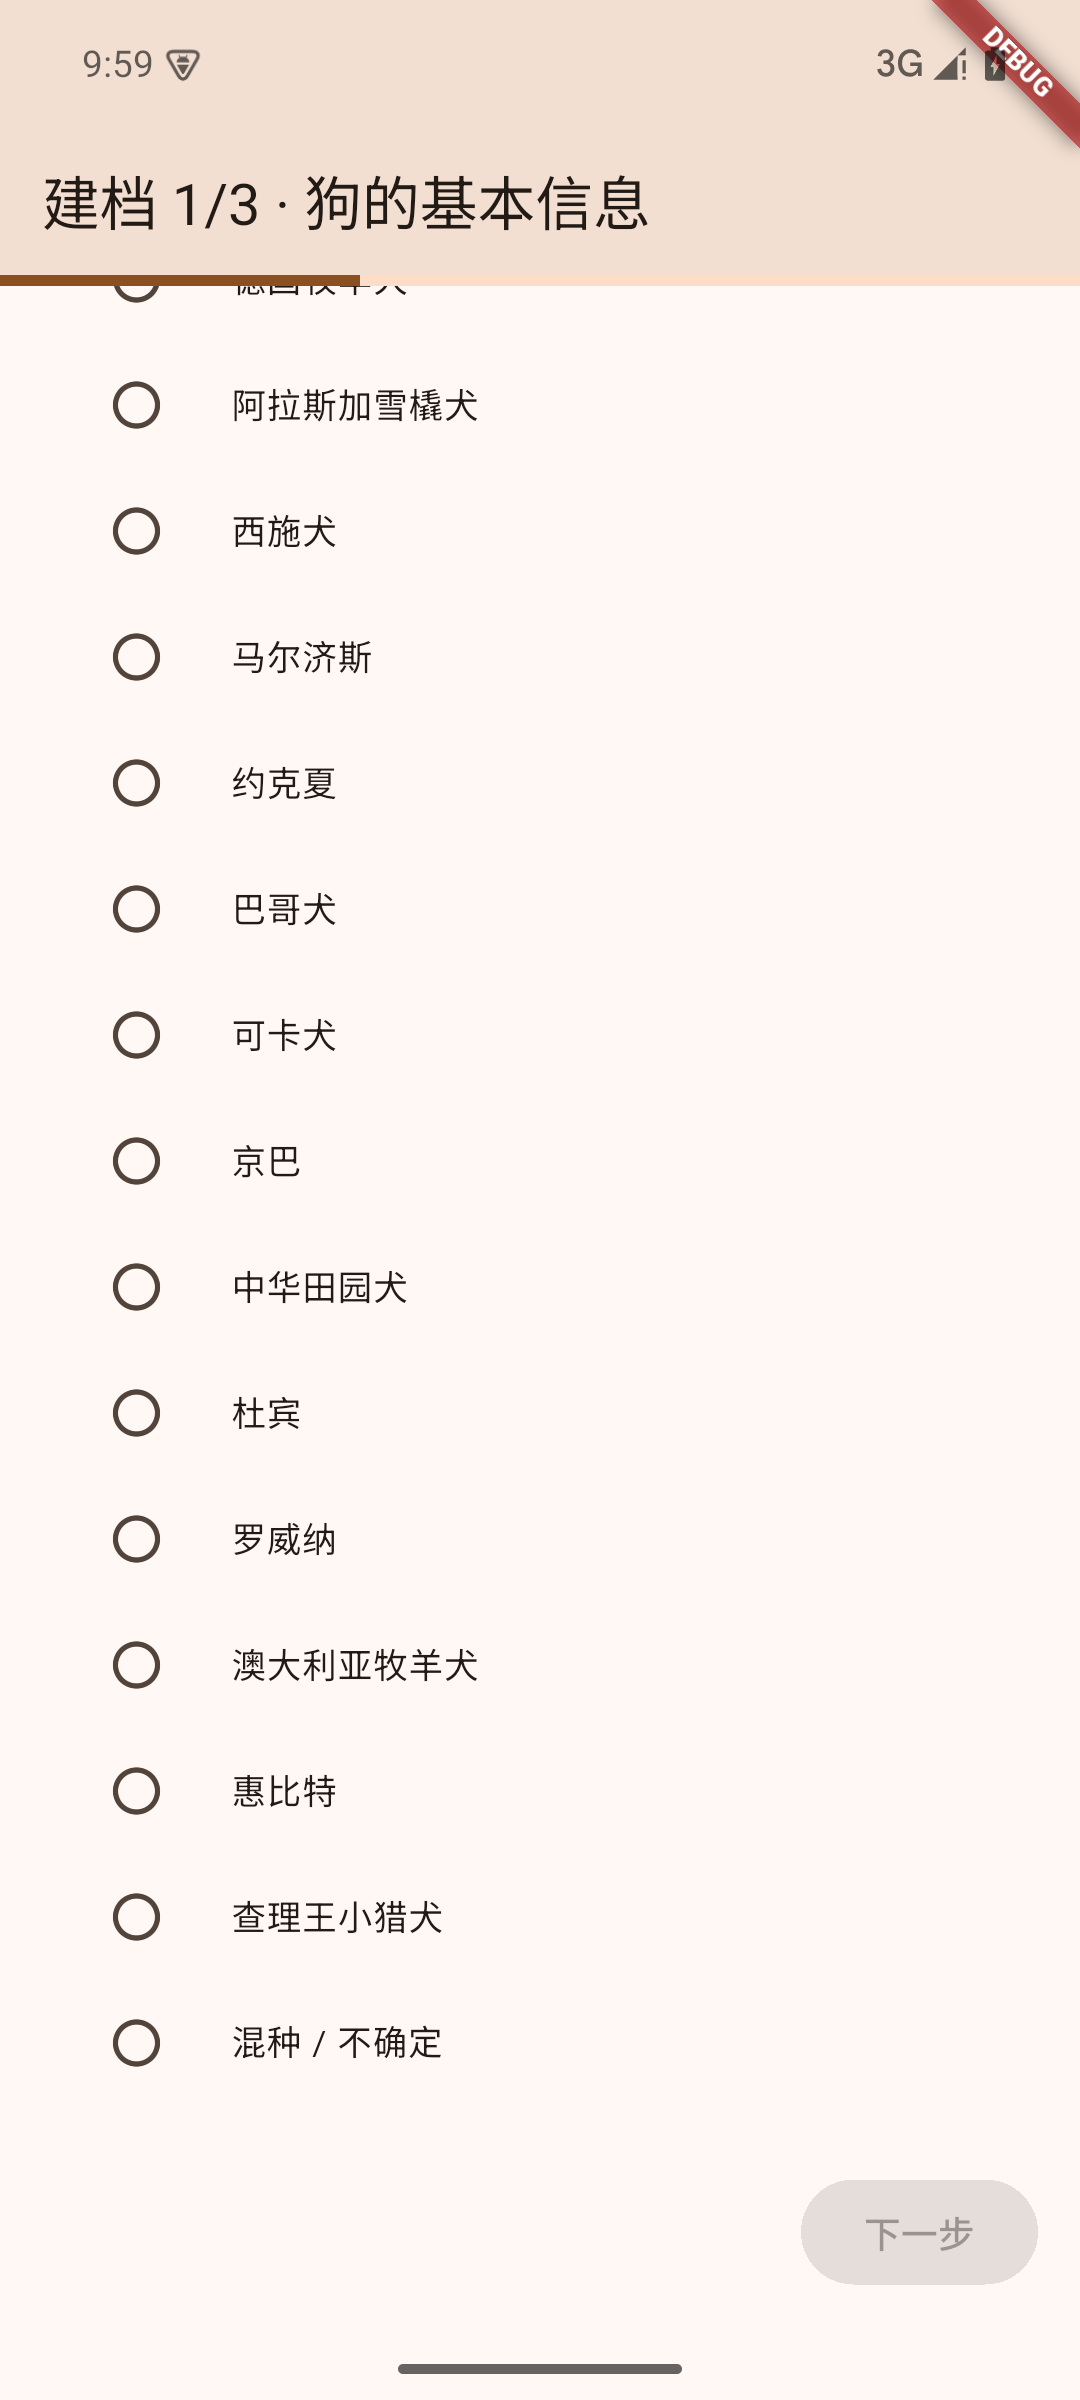 9:59
3G
DEBUG
建档 1/3 · 狗的基本信息
阿拉斯加雪橇犬
西施犬
马尔济斯
约克夏
巴哥犬
可卡犬
京巴
中华田园犬
杜宾
罗威纳
澳大利亚牧羊犬
惠比特
查理王小猎犬
混种 / 不确定
下一步